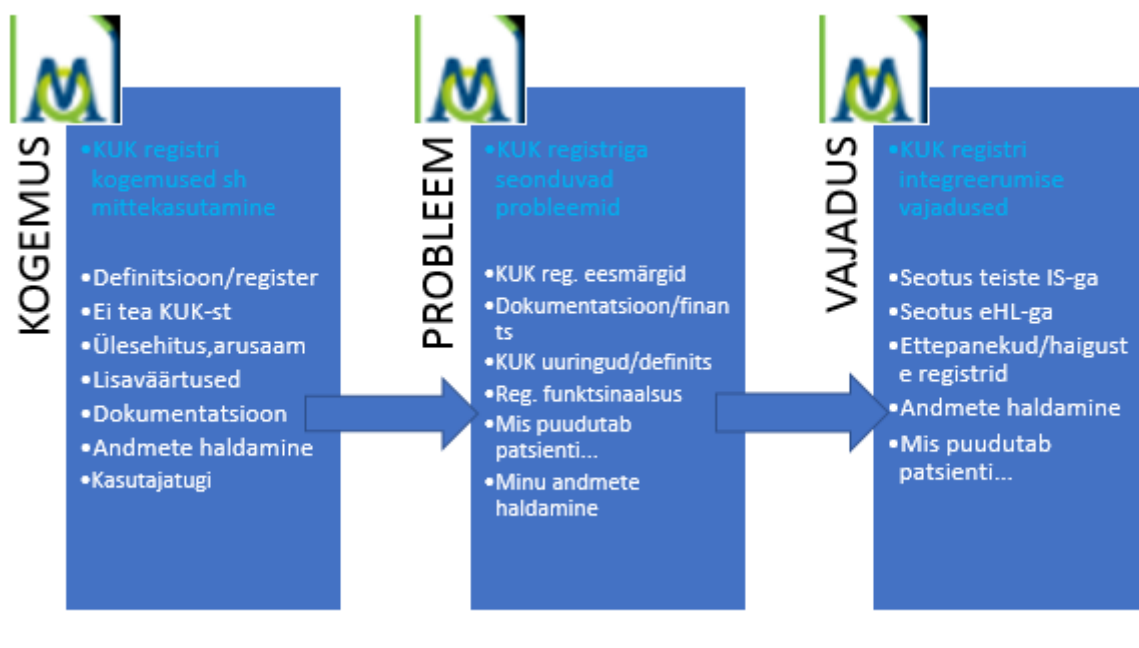 KOGEMUS
•KUK registri
kogemused sh
mittekasutamine
•Definitsioon/register
•Ei tea KUK-st
•Ülesehitus,arusaam
•Lisaväärtused
•Dokumentatsioon
•Andmete haldamine
•Kasutajatugi
PROBLEEM
•KUK registriga
seonduvad
probleemid
•KUK reg. eesmärgid
•Dokumentatsioon/finan
ts
•KUK uuringud/definits
•Reg. funktsinaalsus
•Mis puudutab
patsienti...
•Minu andmete
haldamine
VAJADUS
•KUK registri
integreerumise
vajadused
•Seotus teiste IS-ga
•Seotus eHL-ga
•Ettepanekud/haigust
e registrid
•Andmete haldamine
•Mis puudutab
patsienti...